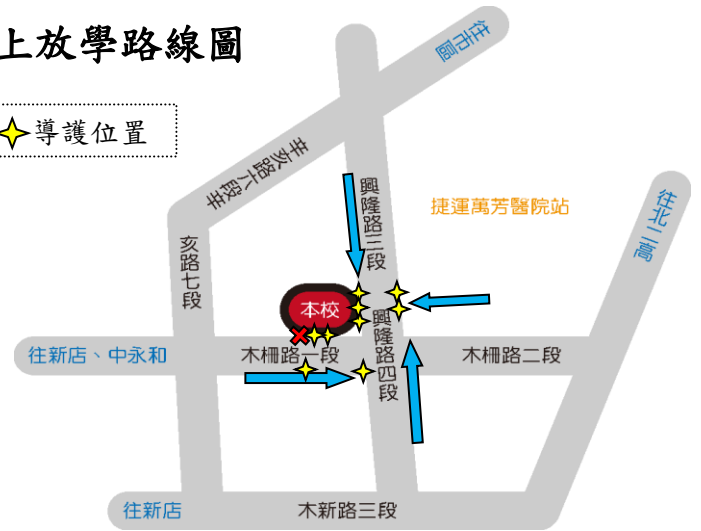 上放學路線圖
導護位置
往市區
辛亥路六段辛
亥路七段
興隆路三段
捷運萬芳醫院站
往北二高
本校
興隆路四段
往新店、中永和
木柵路一段
木柵路二段
往新店
木新路三段